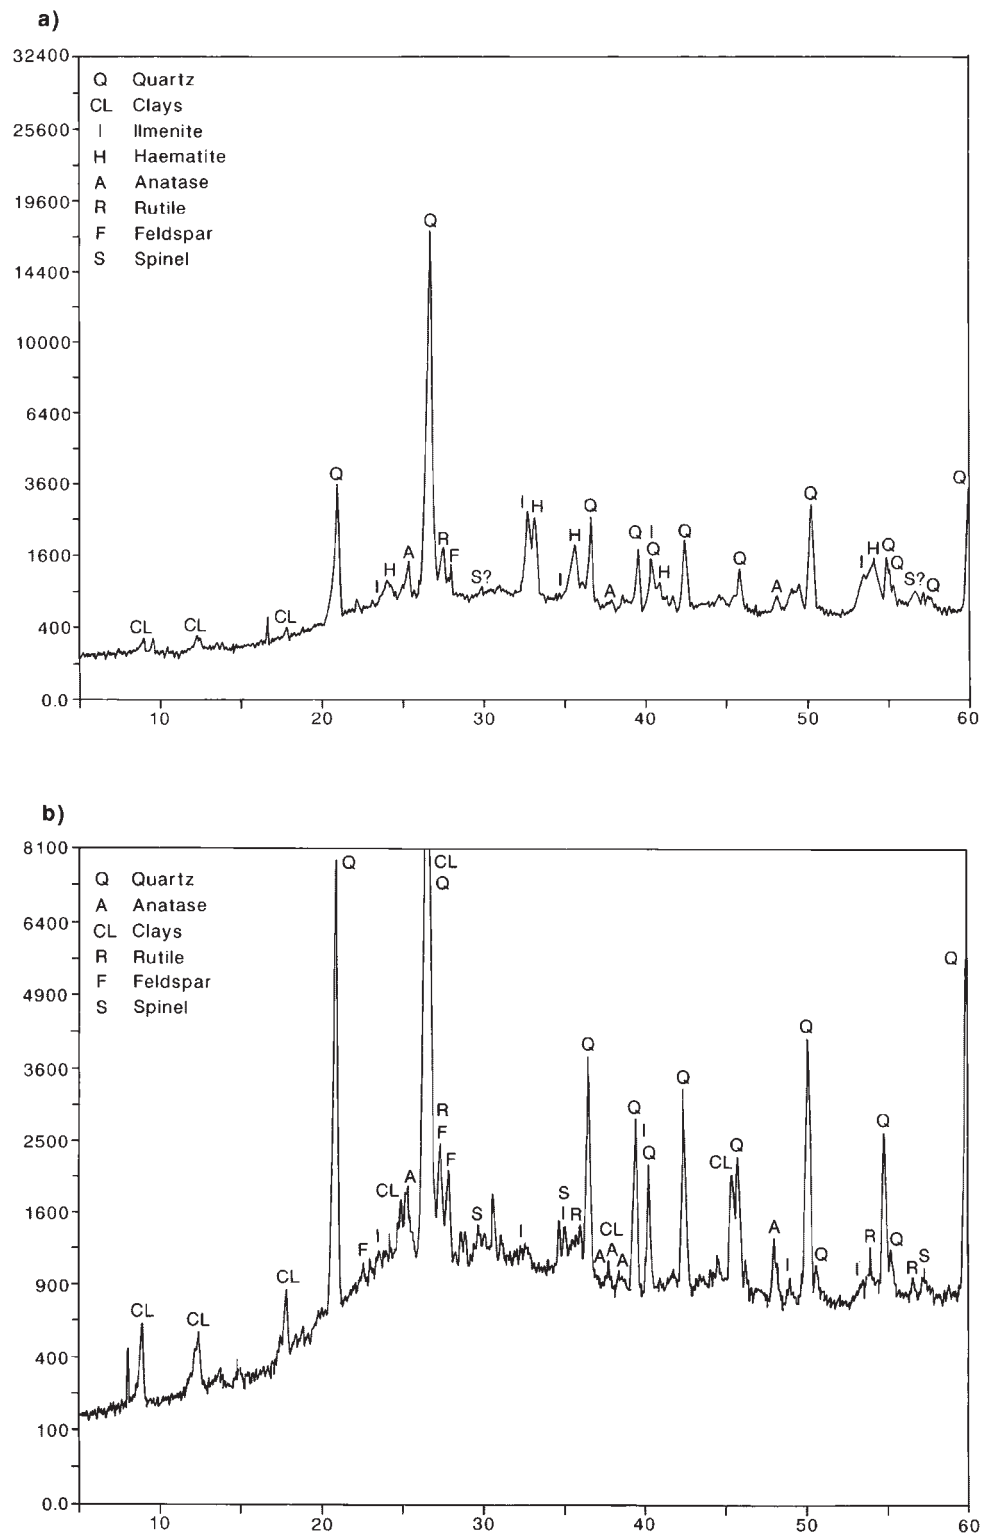 a)
32400
25600
19600
14400
10000
6400
3600
1600
400
0.0
Q Quartz
CL Clays
I Ilmenite
H Haematite
A Anatase
R Rutile
F Feldspar
S Spinel
CL
CL
CL
Q
I
H
A
Q
R
F
S?
I
H
I
H
Q
A
Q
I
Q
H
Q
Q
A
Q
I
H
Q
Q
S?
Q
Q
10 20 30 40 50 60
b)
8100
6400
4900
3600
2500
1600
900
400
100
0.0
Q Quartz
A Anatase
CL Clays
R Rutile
F Feldspar
S Spinel
CL
CL
CL
Q
F
I
CL
A
CL
Q
R
F
F
S
I
S
I
R
Q
A
CL
A
A
Q
I
Q
Q
CL
Q
A
I
Q
Q
I
R
Q
Q
R
S
Q
10 20 30 40 50 60